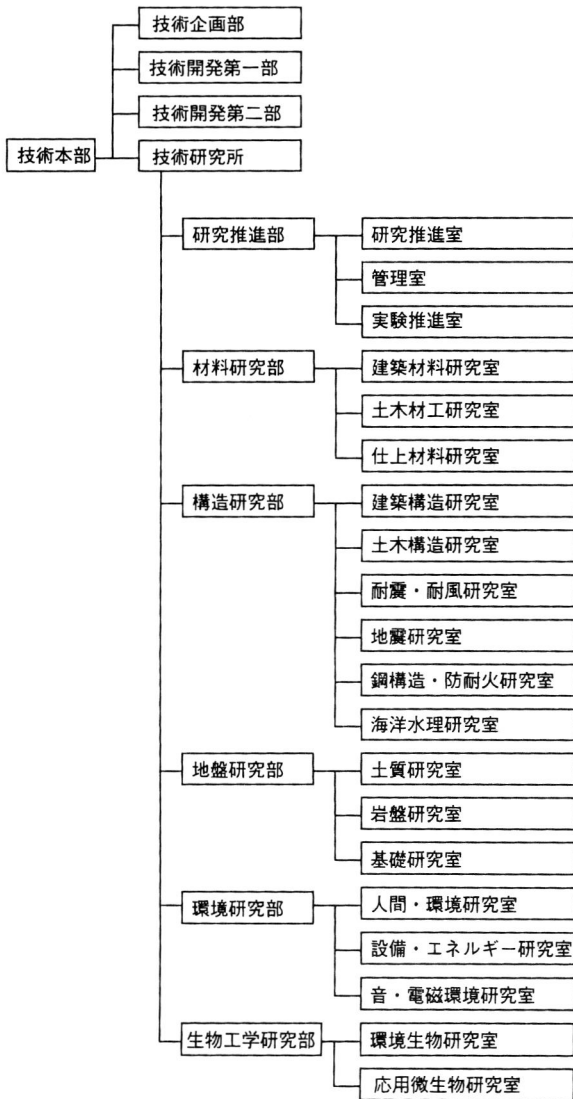 技術企画部
技術開発第一部
技術開発第二部
技術本部
技術研究所
研究推進部
研究推進室
管理室
実験推進室
材料研究部
建築材料研究室
土木材工研究室
仕上材料研究室
構造研究部
建築構造研究室
土木構造研究室
耐震・耐風研究室
地震研究室
鋼構造・防耐火研究室
海洋水理研究室
地盤研究部
土質研究室
岩盤研究室
基礎研究室
環境研究部
人間・環境研究室
設備・エネルギー研究室
音・電磁環境研究室
生物工学研究部
環境生物研究室
応用微生物研究室